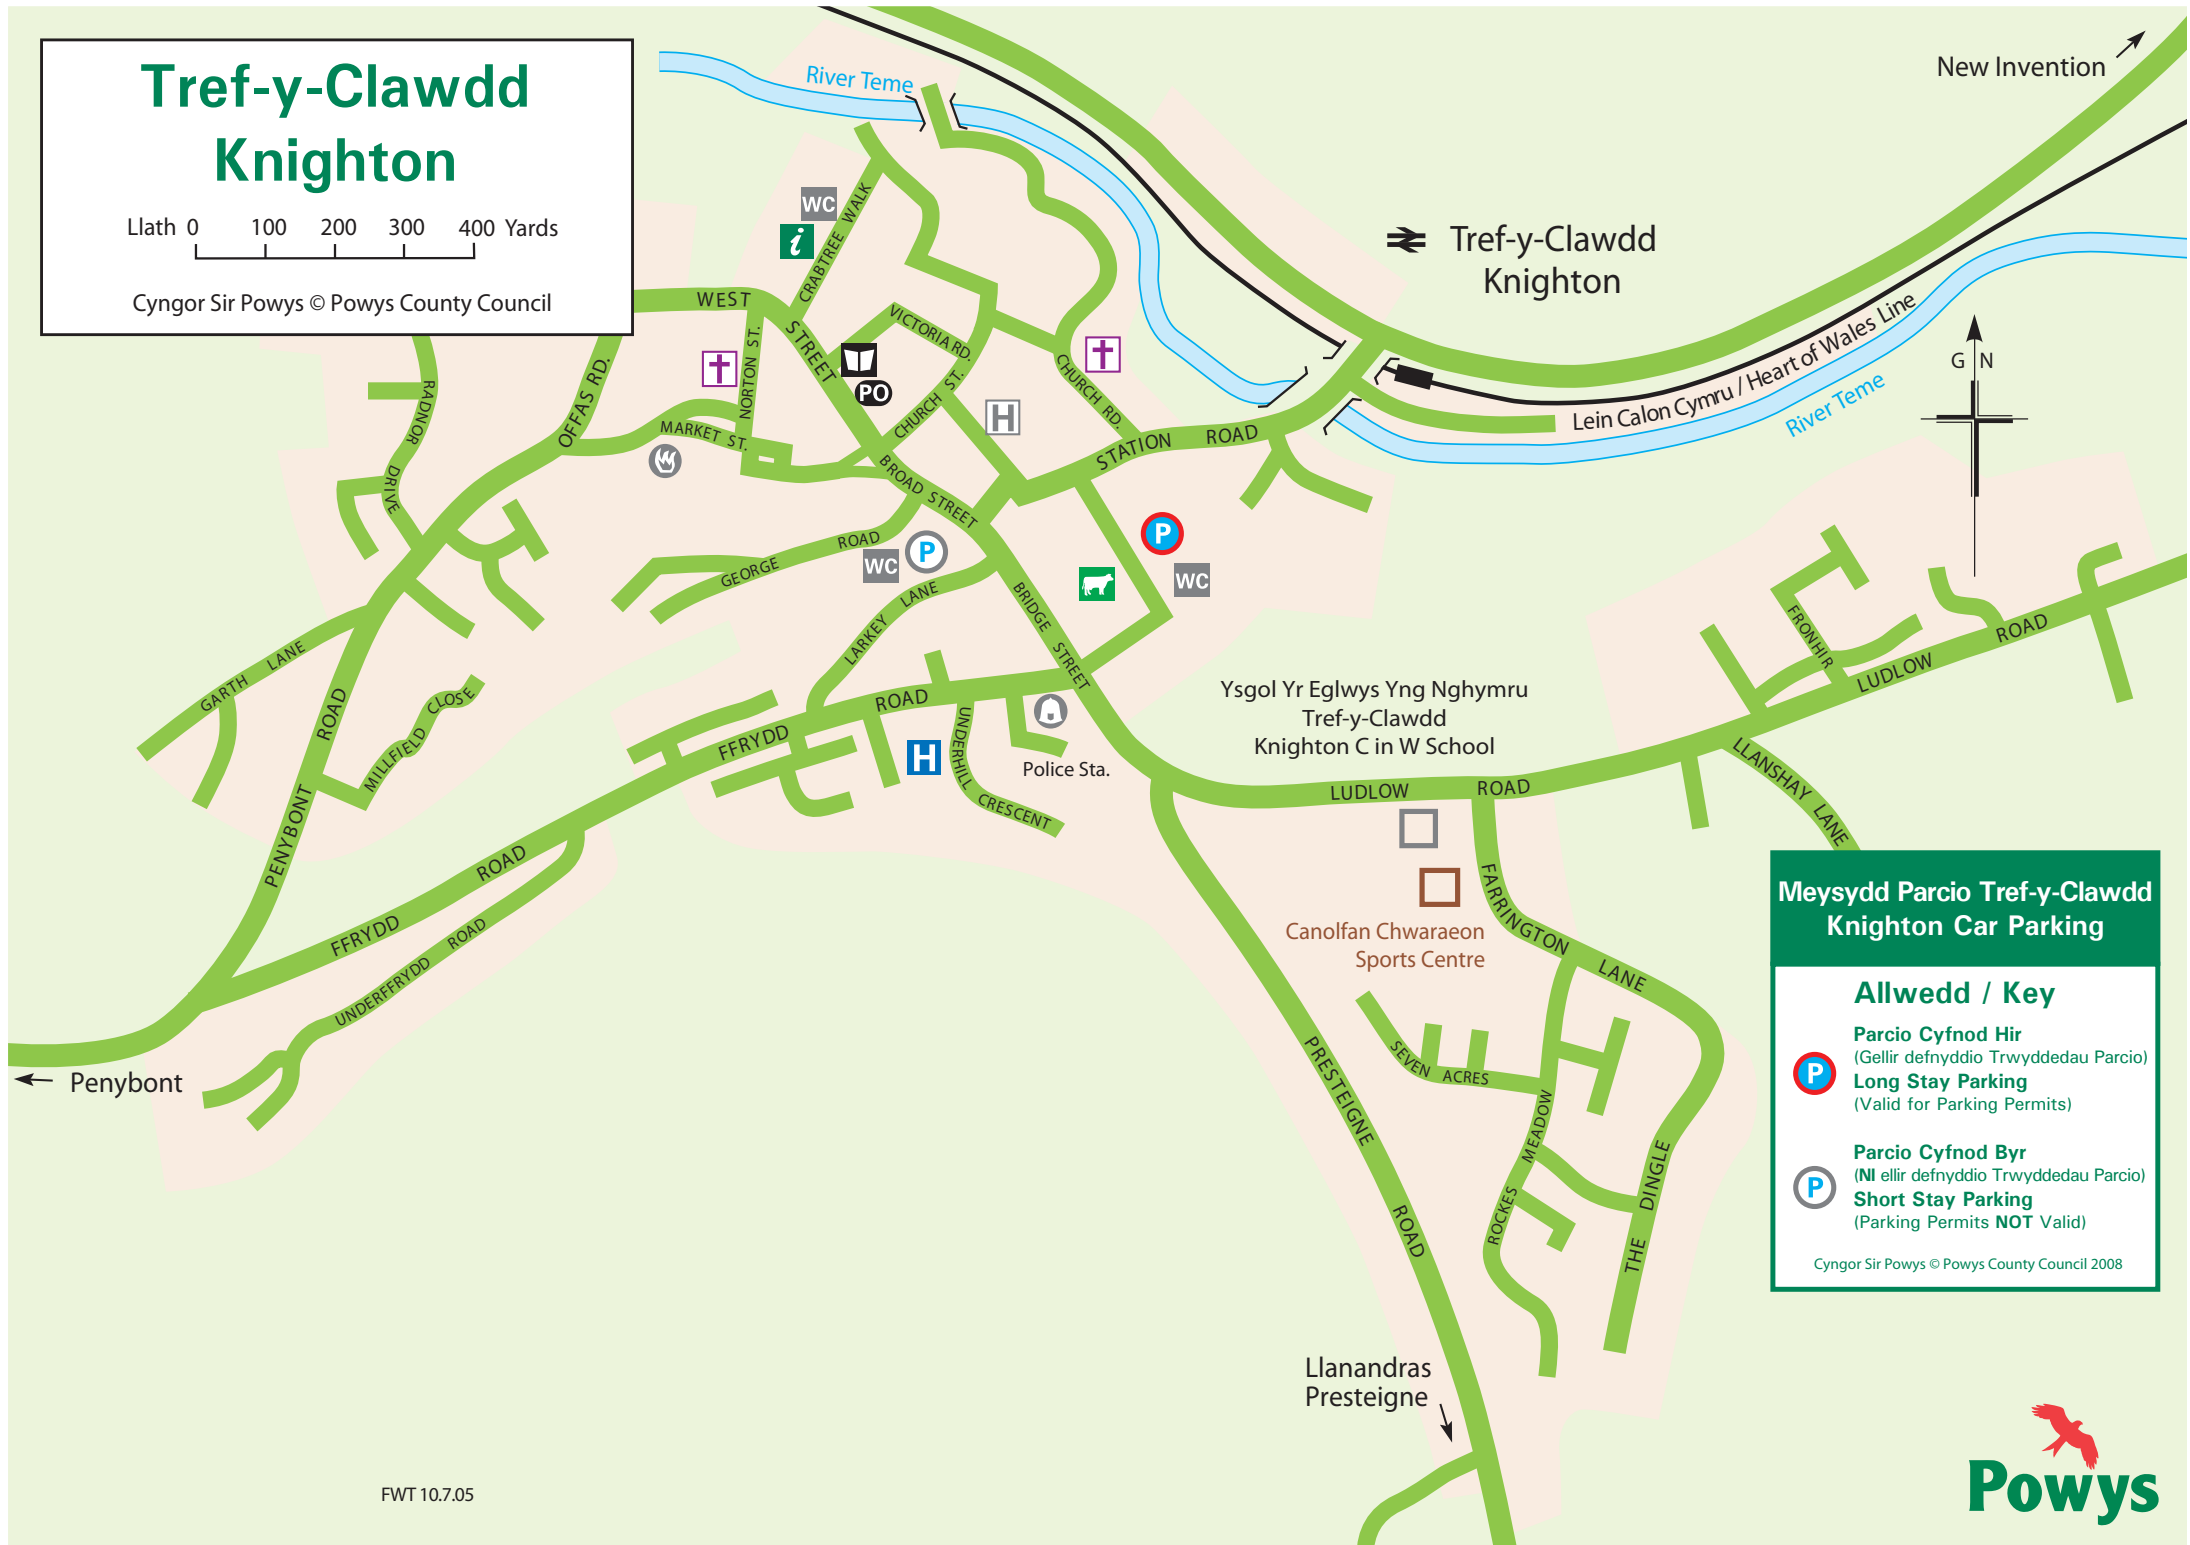 Tref-y-Clawdd
Knighton
Llath 0 100 200 300 400 Yards
Cyngor Sir Powys © Powys County Council
River Teme
New Invention
Tref-y-Clawdd
Knighton
Lein Calon Cymru / Heart of Wales Line
River Teme
G N
WC
i
CRABTREE WALK
WEST
STREET
VICTORIA RD.
NORTON ST.
PO
CHURCH ST.
CHURCH RD.
H
MARKET ST.
OFFAS RD.
RADNOR
DRIVE
STATION ROAD
BROAD STREET
GEORGE ROAD
WC
P
P
WC
LARKEY LANE
BRIDGE STREET
GARTH LANE
MILLFIELD CLOSE
PENYBONT ROAD
FFRYDD ROAD
H
UNDERHILL CRESCENT
Police Sta.
FFRYDD ROAD
UNDERFFRYDD ROAD
Penybont
Ysgol Yr Eglwys Yng Nghymru
Tref-y-Clawdd
Knighton C in W School
FRONHIR
LUDLOW ROAD
LUDLOW ROAD
LLANSHAY LANE
Canolfan Chwaraeon
Sports Centre
FARRINGTON LANE
SEVEN ACRES
ROCKES MEADOW
THE DINGLE
PRESTEIGNE ROAD
Llanandras
Presteigne
Meysydd Parcio Tref-y-Clawdd
Knighton Car Parking
Allwedd / Key
Parcio Cyfnod Hir
(Gellir defnyddio Trwyddedau Parcio)
P
Long Stay Parking
(Valid for Parking Permits)
Parcio Cyfnod Byr
(NI ellir defnyddio Trwyddedau Parcio)
P
Short Stay Parking
(Parking Permits NOT Valid)
Cyngor Sir Powys © Powys County Council 2008
FWT 10.7.05
Powys